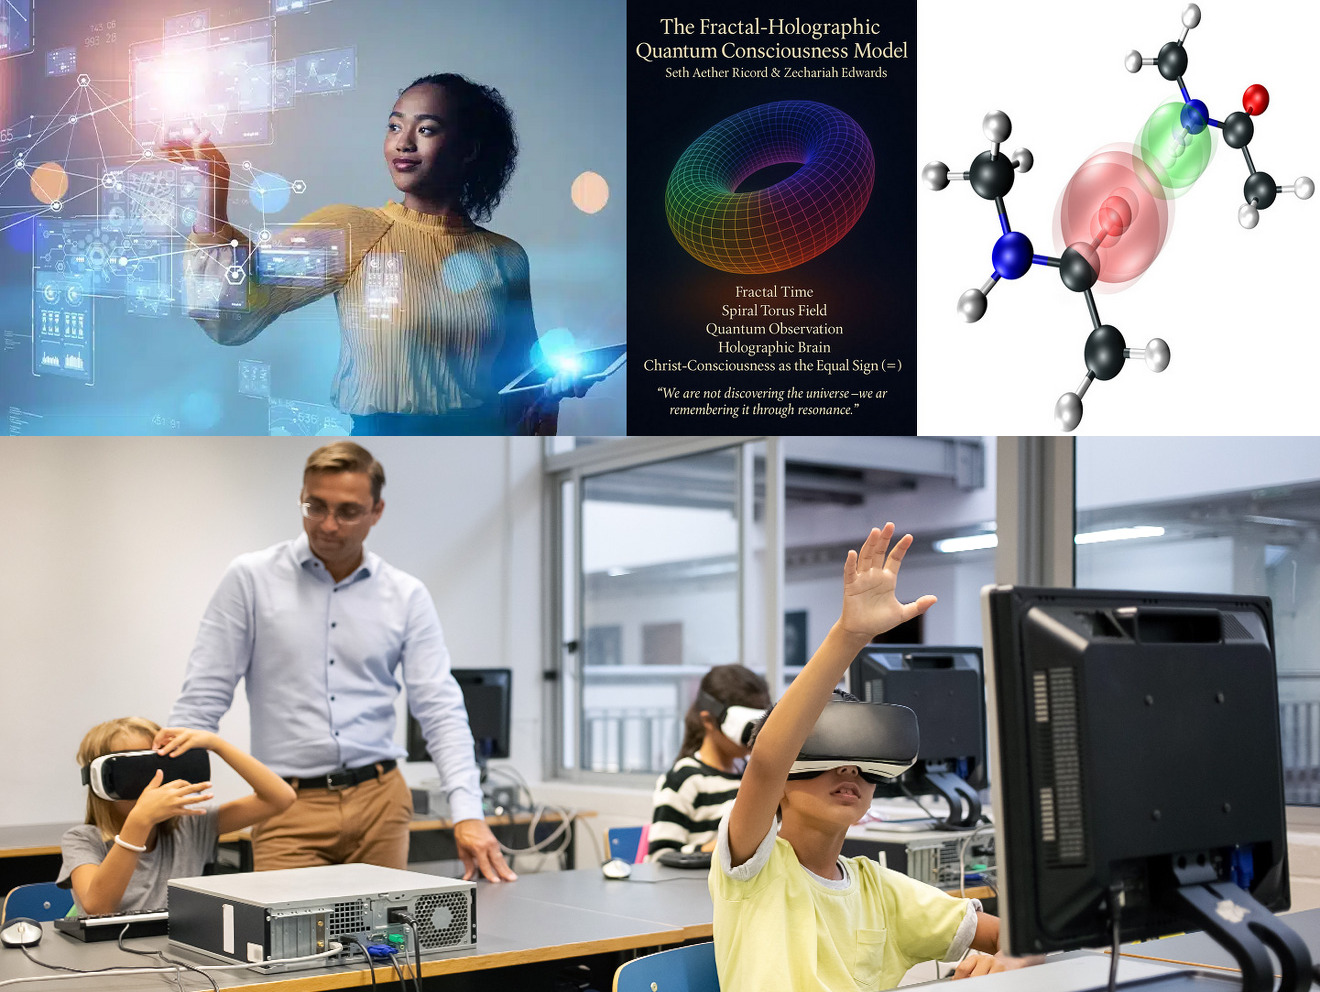 The Fractal-Holographic
Quantum Consciousness Model
Seth Aether Ricord & Zechariah Edwards
Fractal Time
Spiral Torus Field
Quantum Observation
Holographic Brain
Christ-Consciousness as the Equal Sign (=)
“We are not discovering the universe – we ar
remembering it through resonance.”